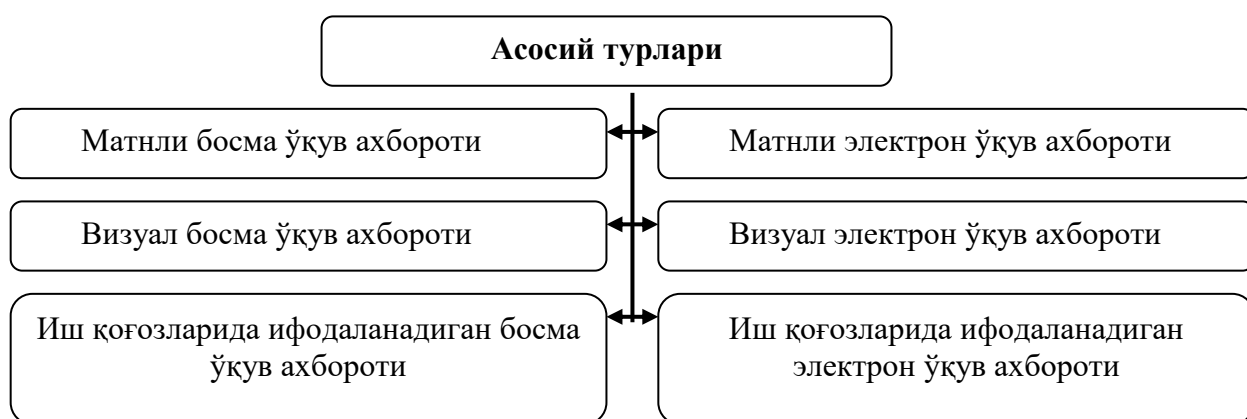 Асосий турлари
Матнли босма ўқув ахбороти
Матнли электрон ўқув ахбороти
Визуал босма ўқув ахбороти
Визуал электрон ўқув ахбороти
Иш қоғозларида ифодаланадиган босма
ўқув ахбороти
Иш қоғозларида ифодаланадиган
электрон ўқув ахбороти